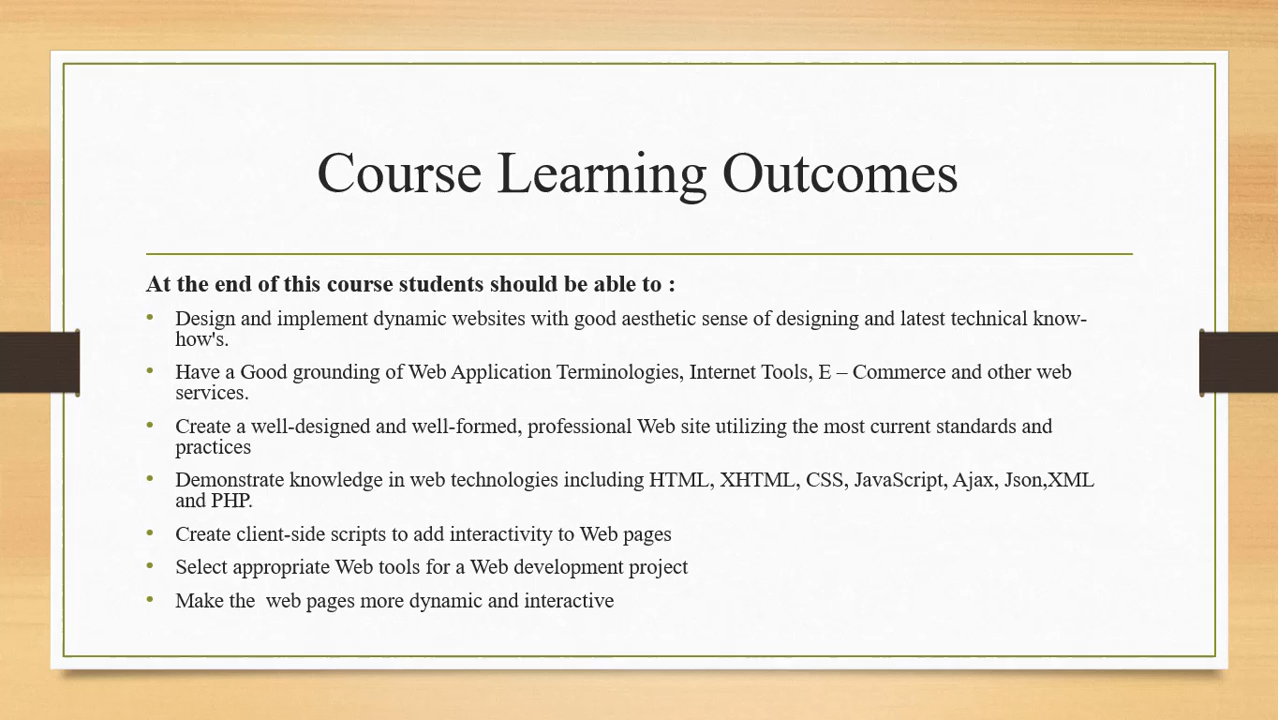 Course Learning Outcomes
At the end of this course students should be able to :
• Design and implement dynamic websites with good aesthetic sense of designing and latest technical know-
how's.
• Have a Good grounding of Web Application Terminologies, Internet Tools, E – Commerce and other web
services.
• Create a well-designed and well-formed, professional Web site utilizing the most current standards and
practices
• Demonstrate knowledge in web technologies including HTML, XHTML, CSS, JavaScript, Ajax, Json,XML
and PHP.
• Create client-side scripts to add interactivity to Web pages
• Select appropriate Web tools for a Web development project
• Make the  web pages more dynamic and interactive